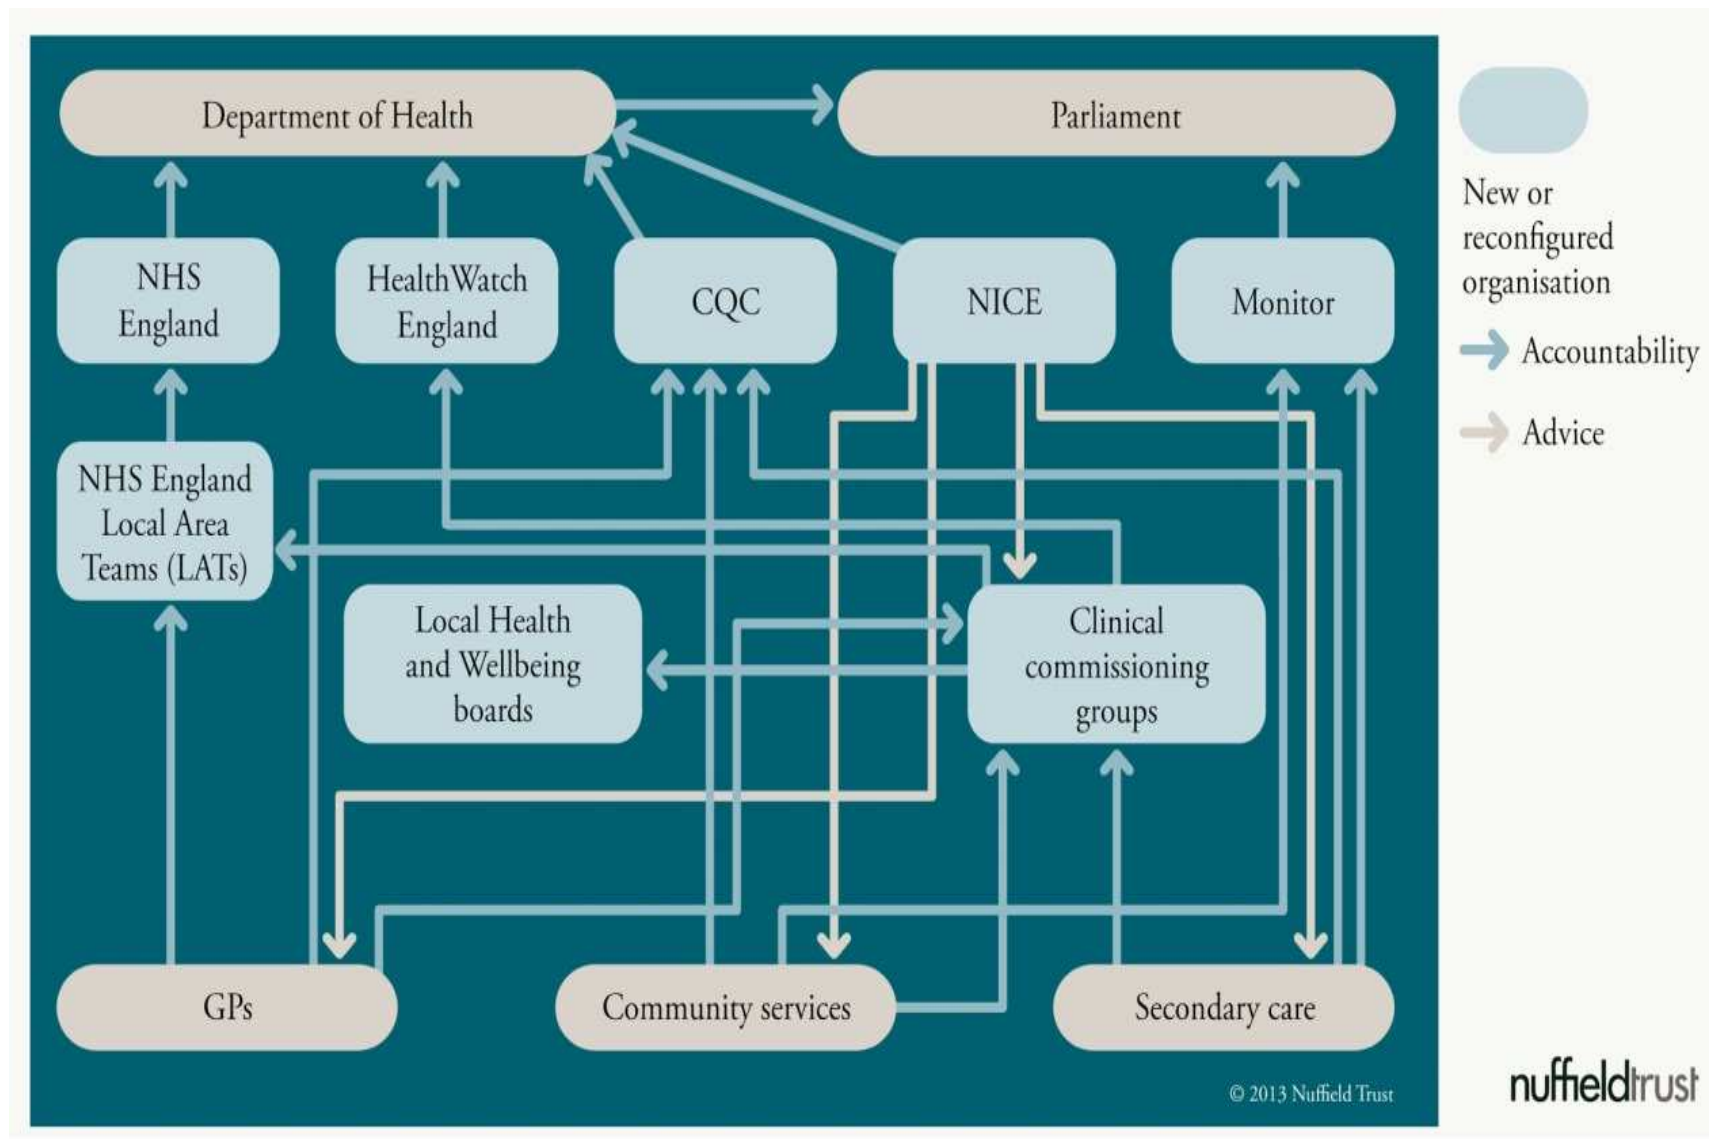 Department of Health
Parliament
NHS
England
HealthWatch
England
CQC
NICE
Monitor
New or
reconfigured
organisation
Accountability
Advice
NHS England
Local Area
Teams (LATs)
Local Health
and Wellbeing
boards
Clinical
commissioning
groups
GPs
Community services
Secondary care
© 2013 Nuffield Trust
nuffieldtrust